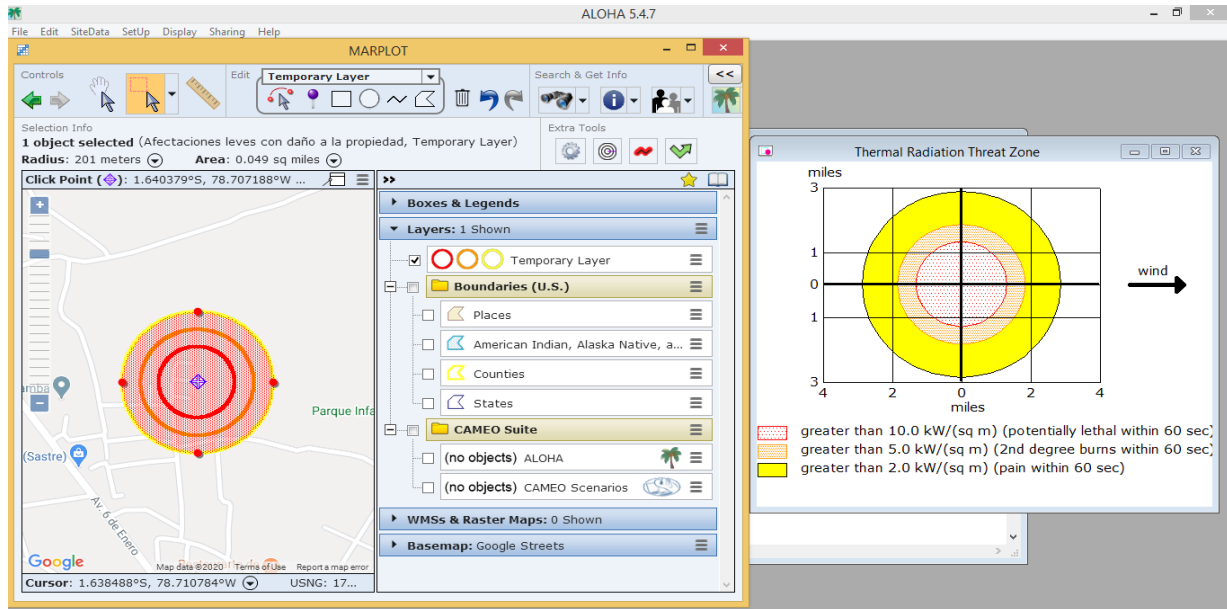 ALOHA 5.4.7
File Edit SiteData SetUp Display Sharing Help
MARPLOT
Controls
Edit
Temporary Layer
Search & Get Info
<<
Selection Info
1 object selected (Afectaciones leves con daño a la propiedad, Temporary Layer)
Radius: 201 meters
Area: 0.049 sq miles
Extra Tools
Click Point ( ): 1.640379°S, 78.707188°W ...
Parque Infa
(Sastre)
Av. 6 de Enero
Google
Map data ©2020 Terms of Use Report a map error
Cursor: 1.638488°S, 78.710784°W
USNG: 17...
>>
Boxes & Legends
Layers: 1 Shown
Temporary Layer
Boundaries (U.S.)
Places
American Indian, Alaska Native, a...
Counties
States
CAMEO Suite
(no objects) ALOHA
(no objects) CAMEO Scenarios
WMSs & Raster Maps: 0 Shown
Basemap: Google Streets
Thermal Radiation Threat Zone
miles
3
1
0
1
3
4 2 0 2 4
miles
wind
greater than 10.0 kW/(sq m) (potentially lethal within 60 sec)
greater than 5.0 kW/(sq m) (2nd degree burns within 60 sec)
greater than 2.0 kW/(sq m) (pain within 60 sec)